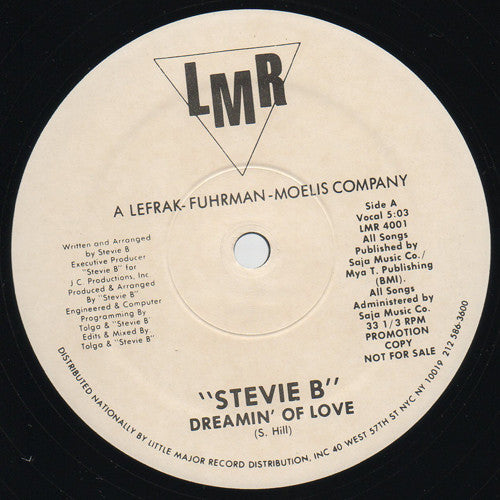 LMR
A LEFRAK-FUHRMAN-MOELIS COMPANY
Written and Arranged
by Stevie B
Executive Producer
"Stevie B" for
J C. Productions, Inc.
Produced & Arranged
By "Stevie B"
Engineered & Computer
Programming By
Tolga & "Stevie B'
Edits & Mixed By
Tolga & "Stevie B"
Side A
Vocal 5:03
LMR 4001
All Songs
Published by
Saja Music Co./
Mya T. Publishing
(BMI).
All Songs
Administered by
Saja Music Co.
33 1/3 RPM
PROMOTION
COPY
NOT FOR SALE
"STEVIE B"
DREAMIN' OF LOVE
(S. Hill)
DISTRIBUTED NATIONALLY BY LITTLE MAJOR RECORD DISTRIBUTION, INC 40 WEST 57TH ST NYC NY 10019 212 586-3600